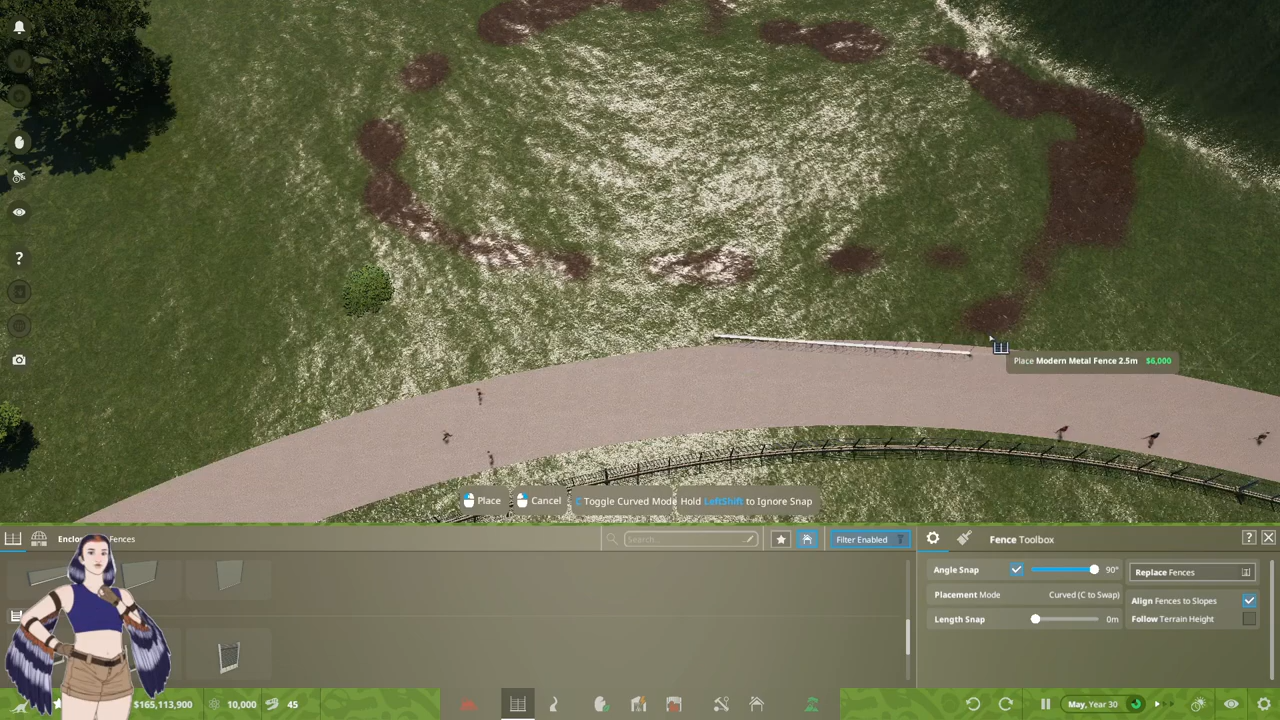 Place Modern Metal Fence 2.5m $6,000
Place Cancel C Toggle Curved Mode Hold LeftShift to Ignore Snap
Fences
Search...
Filter Enabled
Fence Toolbox
?
Angle Snap 90°
Replace Fences
Placement Mode Curved (C to Swap)
Align Fences to Slopes
Length Snap 0m
Follow Terrain Height
$165,113,900 10,000 45
May, Year 30